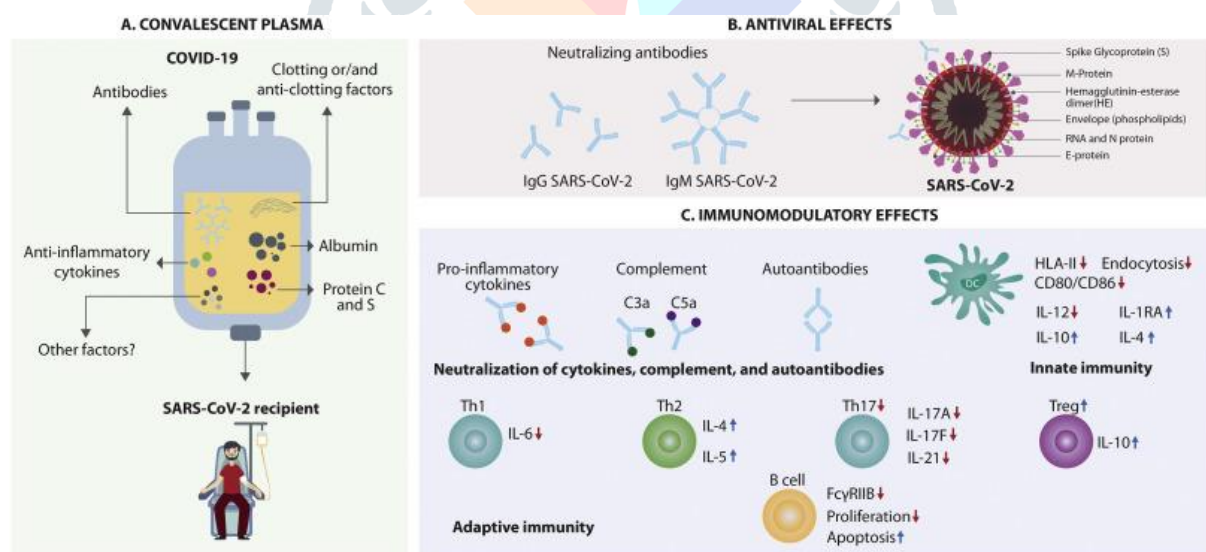 A. CONVALESCENT PLASMA
COVID-19
Antibodies
Clotting or/and
anti-clotting factors
Anti-inflammatory
cytokines
Albumin
Protein C
and S
Other factors?
SARS-CoV-2 recipient
B. ANTIVIRAL EFFECTS
Neutralizing antibodies
IgG SARS-CoV-2
IgM SARS-CoV-2
Spike Glycoprotein (S)
M-Protein
Hemagglutinin-esterase
dimer(HE)
Envelope (phospholipids)
RNA and N protein
E-protein
SARS-CoV-2
C. IMMUNOMODULATORY EFFECTS
Pro-inflammatory
cytokines
Complement
C3a C5a
Autoantibodies
DC
HLA-II↓ Endocytosis↓
CD80/CD86↓
IL-12↓ IL-1RA↑
IL-10↑ IL-4↑
Neutralization of cytokines, complement, and autoantibodies
Innate immunity
Th1
IL-6↓
Th2
IL-4↑
IL-5↑
Th17↓
IL-17A↓
IL-17F↓
IL-21↓
Treg↑
IL-10↑
B cell
FcγRIIB↓
Proliferation↓
Apoptosis↑
Adaptive immunity